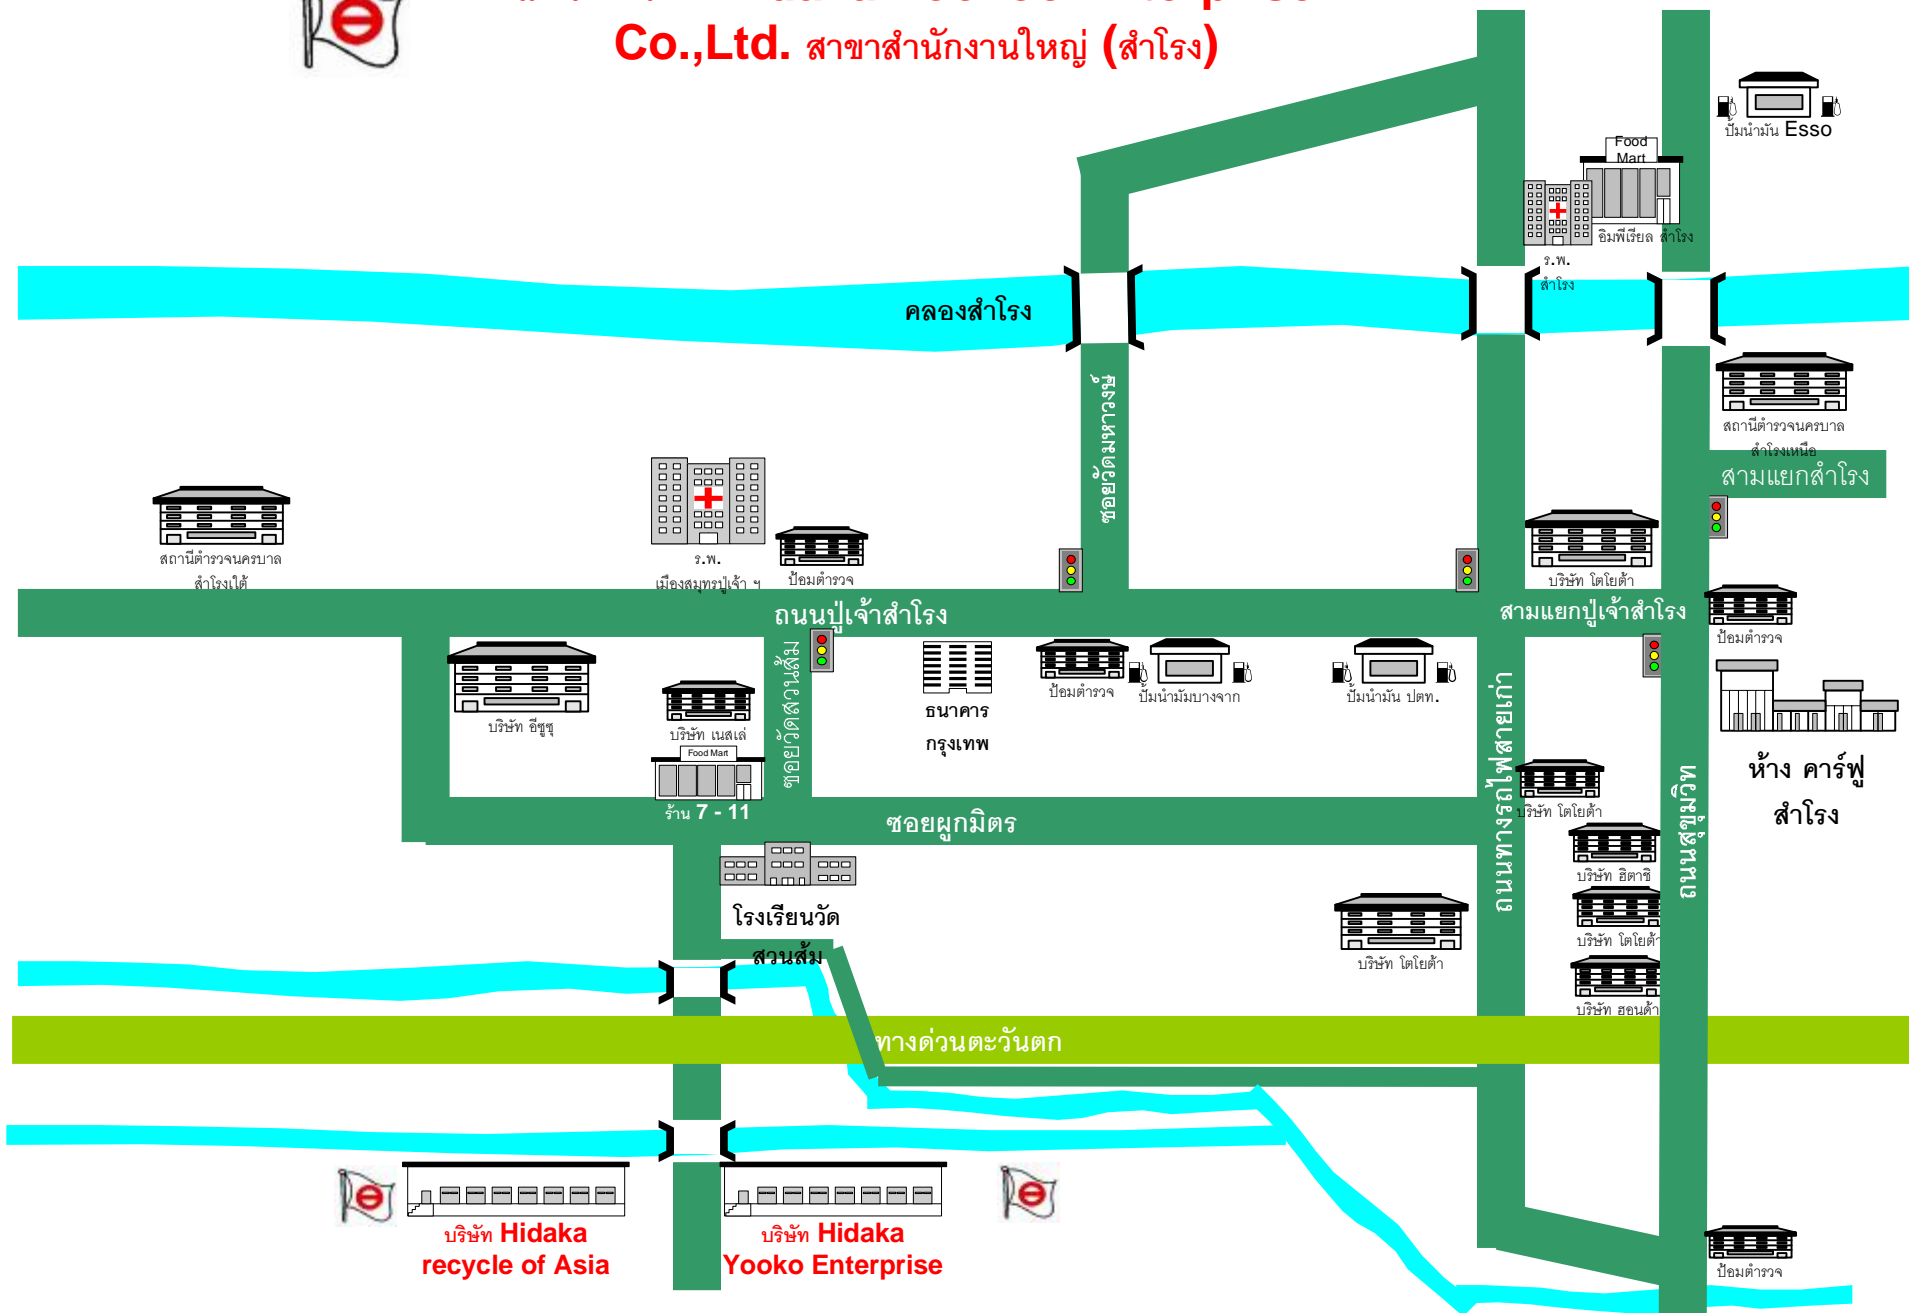 Co.,Ltd. สาขาสำนักงานใหญ่ (สำโรง)
ปั๊มน้ำมัน Esso
Food
Mart
อิมพีเรียล สำโรง
ร.พ.
สำโรง
คลองสำโรง
ซอยวัดมหาวงษ์
สถานีตำรวจนครบาล
สำโรงเหนือ
สามแยกสำโรง
สถานีตำรวจนครบาล
สำโรงใต้
ร.พ.
เมืองสมุทรปู่เจ้า ฯ
ป้อมตำรวจ
บริษัท โตโยต้า
ถนนปู่เจ้าสำโรง
สามแยกปู่เจ้าสำโรง
ป้อมตำรวจ
บริษัท อีซูซุ
บริษัท เนสเล่
Food Mart
ร้าน 7 - 11
ซอยวัดสวนส้ม
ธนาคาร
กรุงเทพ
ป้อมตำรวจ
ปั๊มน้ำมันบางจาก
ปั๊มน้ำมัน ปตท.
ถนนทางรถไฟสายเก่า
ถนนสุขุมวิท
ห้าง คาร์ฟู
สำโรง
ซอยผูกมิตร
บริษัท โตโยต้า
บริษัท ฮิตาชิ
บริษัท โตโยต้า
บริษัท ฮอนด้า
โรงเรียนวัด
สวนส้ม
บริษัท โตโยต้า
ทางด่วนตะวันตก
บริษัท Hidaka
recycle of Asia
บริษัท Hidaka
Yooko Enterprise
ป้อมตำรวจ